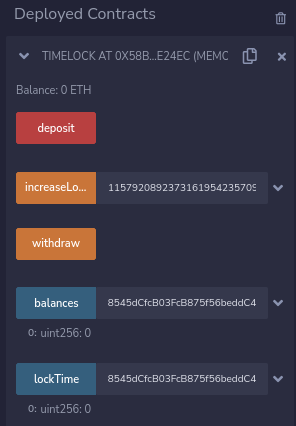 Deployed Contracts
TIMELOCK AT 0X58B...E24EC (MEMC
Balance: 0 ETH
deposit
increaseLo... 1157920892373161954235709
withdraw
balances 8545dCfcB03FcB875f56beddC4
0: uint256: 0
lockTime 8545dCfcB03FcB875f56beddC4
0: uint256: 0